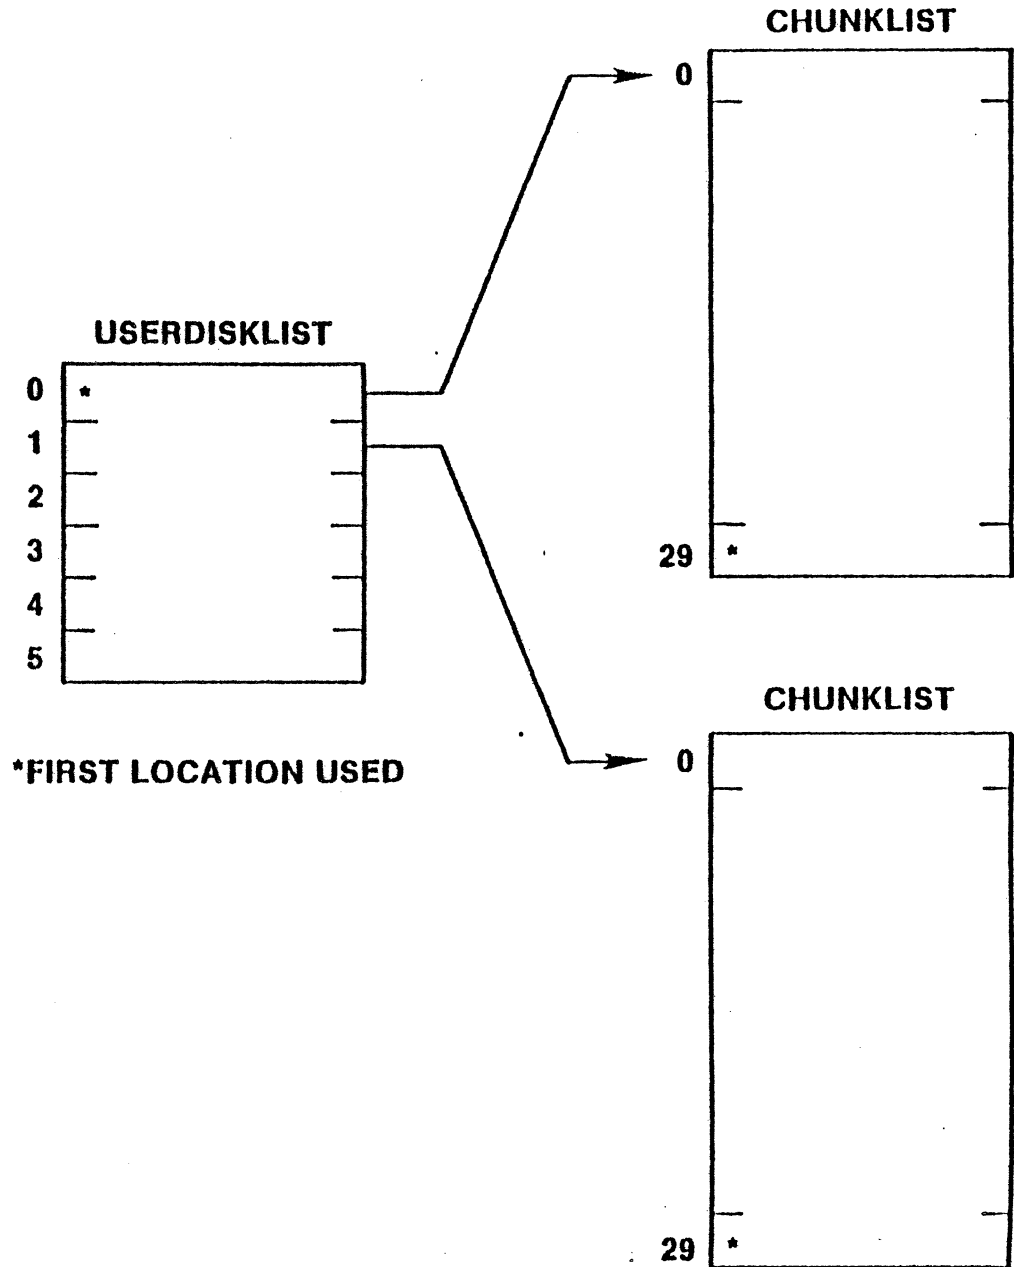 CHUNKLIST
0
29 *
USERDISKLIST
0 *
1
2
3
4
5
*FIRST LOCATION USED
CHUNKLIST
0
29 *